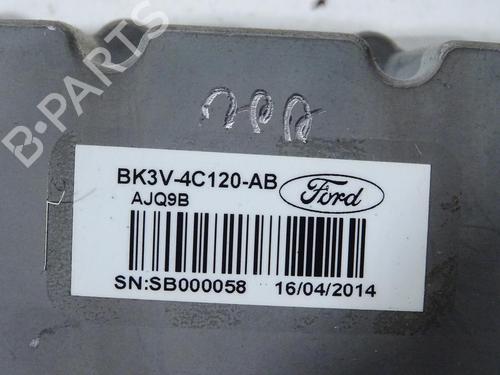 B-PARTS
BK3V-4C120-AB
Ford
AJQ9B
SN:SB000058 16/04/2014